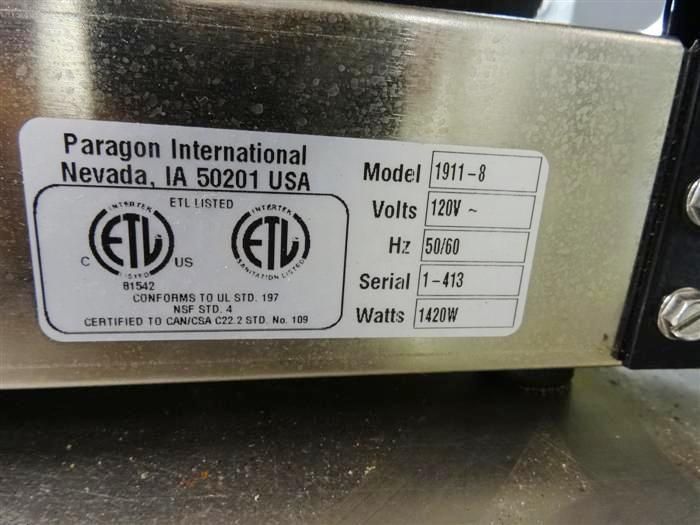 Paragon International
Nevada, IA 50201 USA
ETL LISTED
INTERTEK
ETL
LISTED
C
US
81542
INTERTEK
ETL
SANITATION LISTED
CONFORMS TO UL STD. 197
NSF STD. 4
CERTIFIED TO CAN/CSA C22.2 STD. No. 109
Model 1911-8
Volts 120V ~
Hz 50/60
Serial 1-413
Watts 1420W